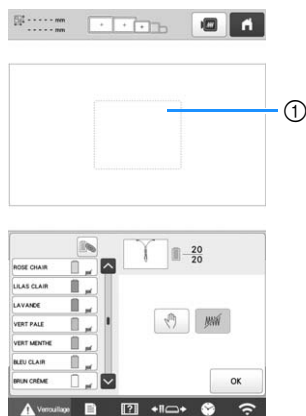 ----- mm
----- mm
1
20
20
ROSE CHAIR
LILAS CLAIR
LAVANDE
VERT PALE
VERT MENTHE
BLEU CLAIR
BRUN CRÈME
OK
Verrouillage